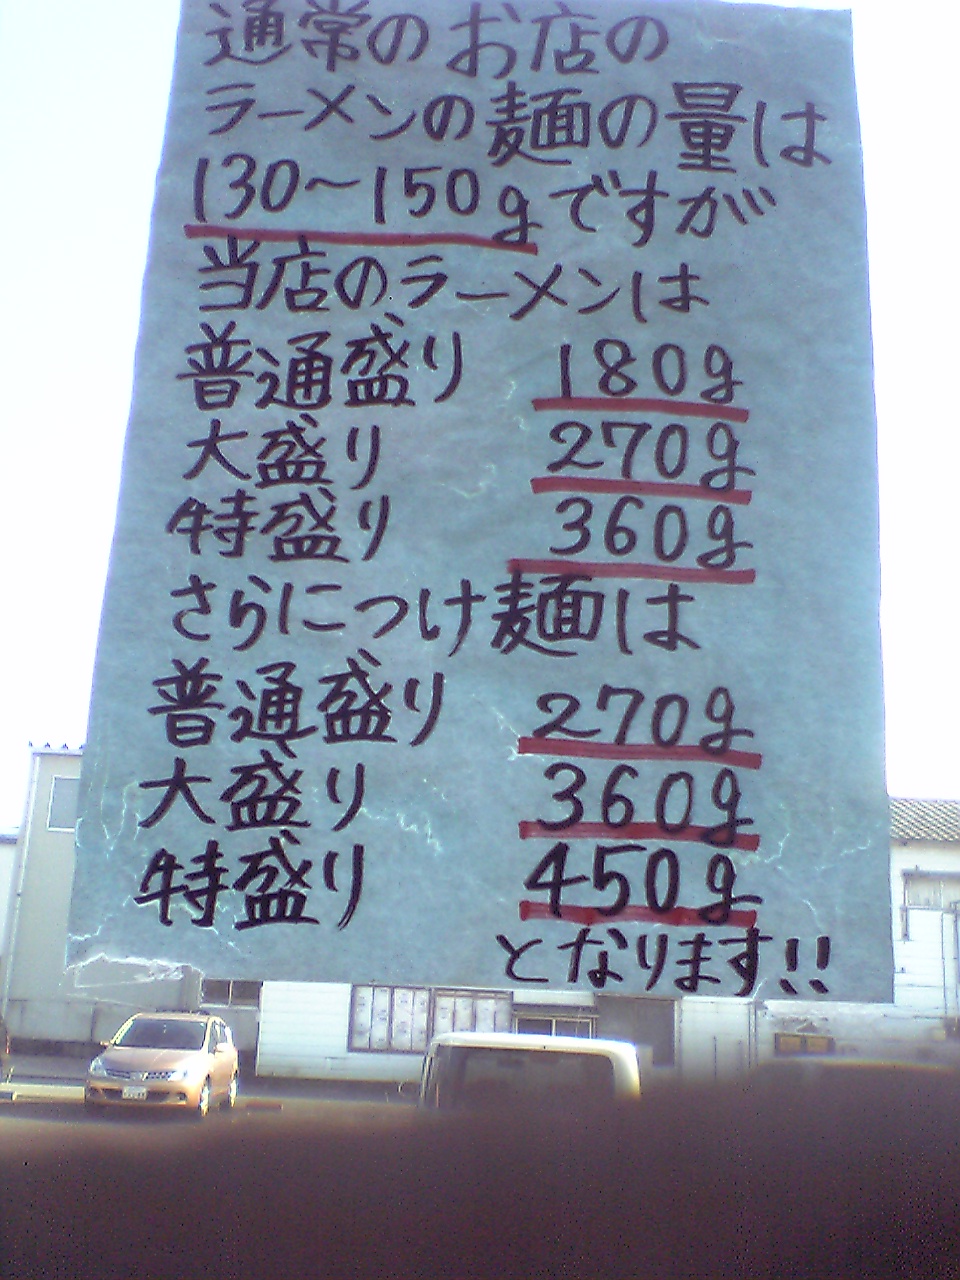 通常のお店の
ラーメンの麺の量は
130～150gですが
当店のラーメンは
普通盛り 180g
大盛り 270g
特盛り 360g
さらにつけ麺は
普通盛り 270g
大盛り 360g
特盛り 450g
となります!!